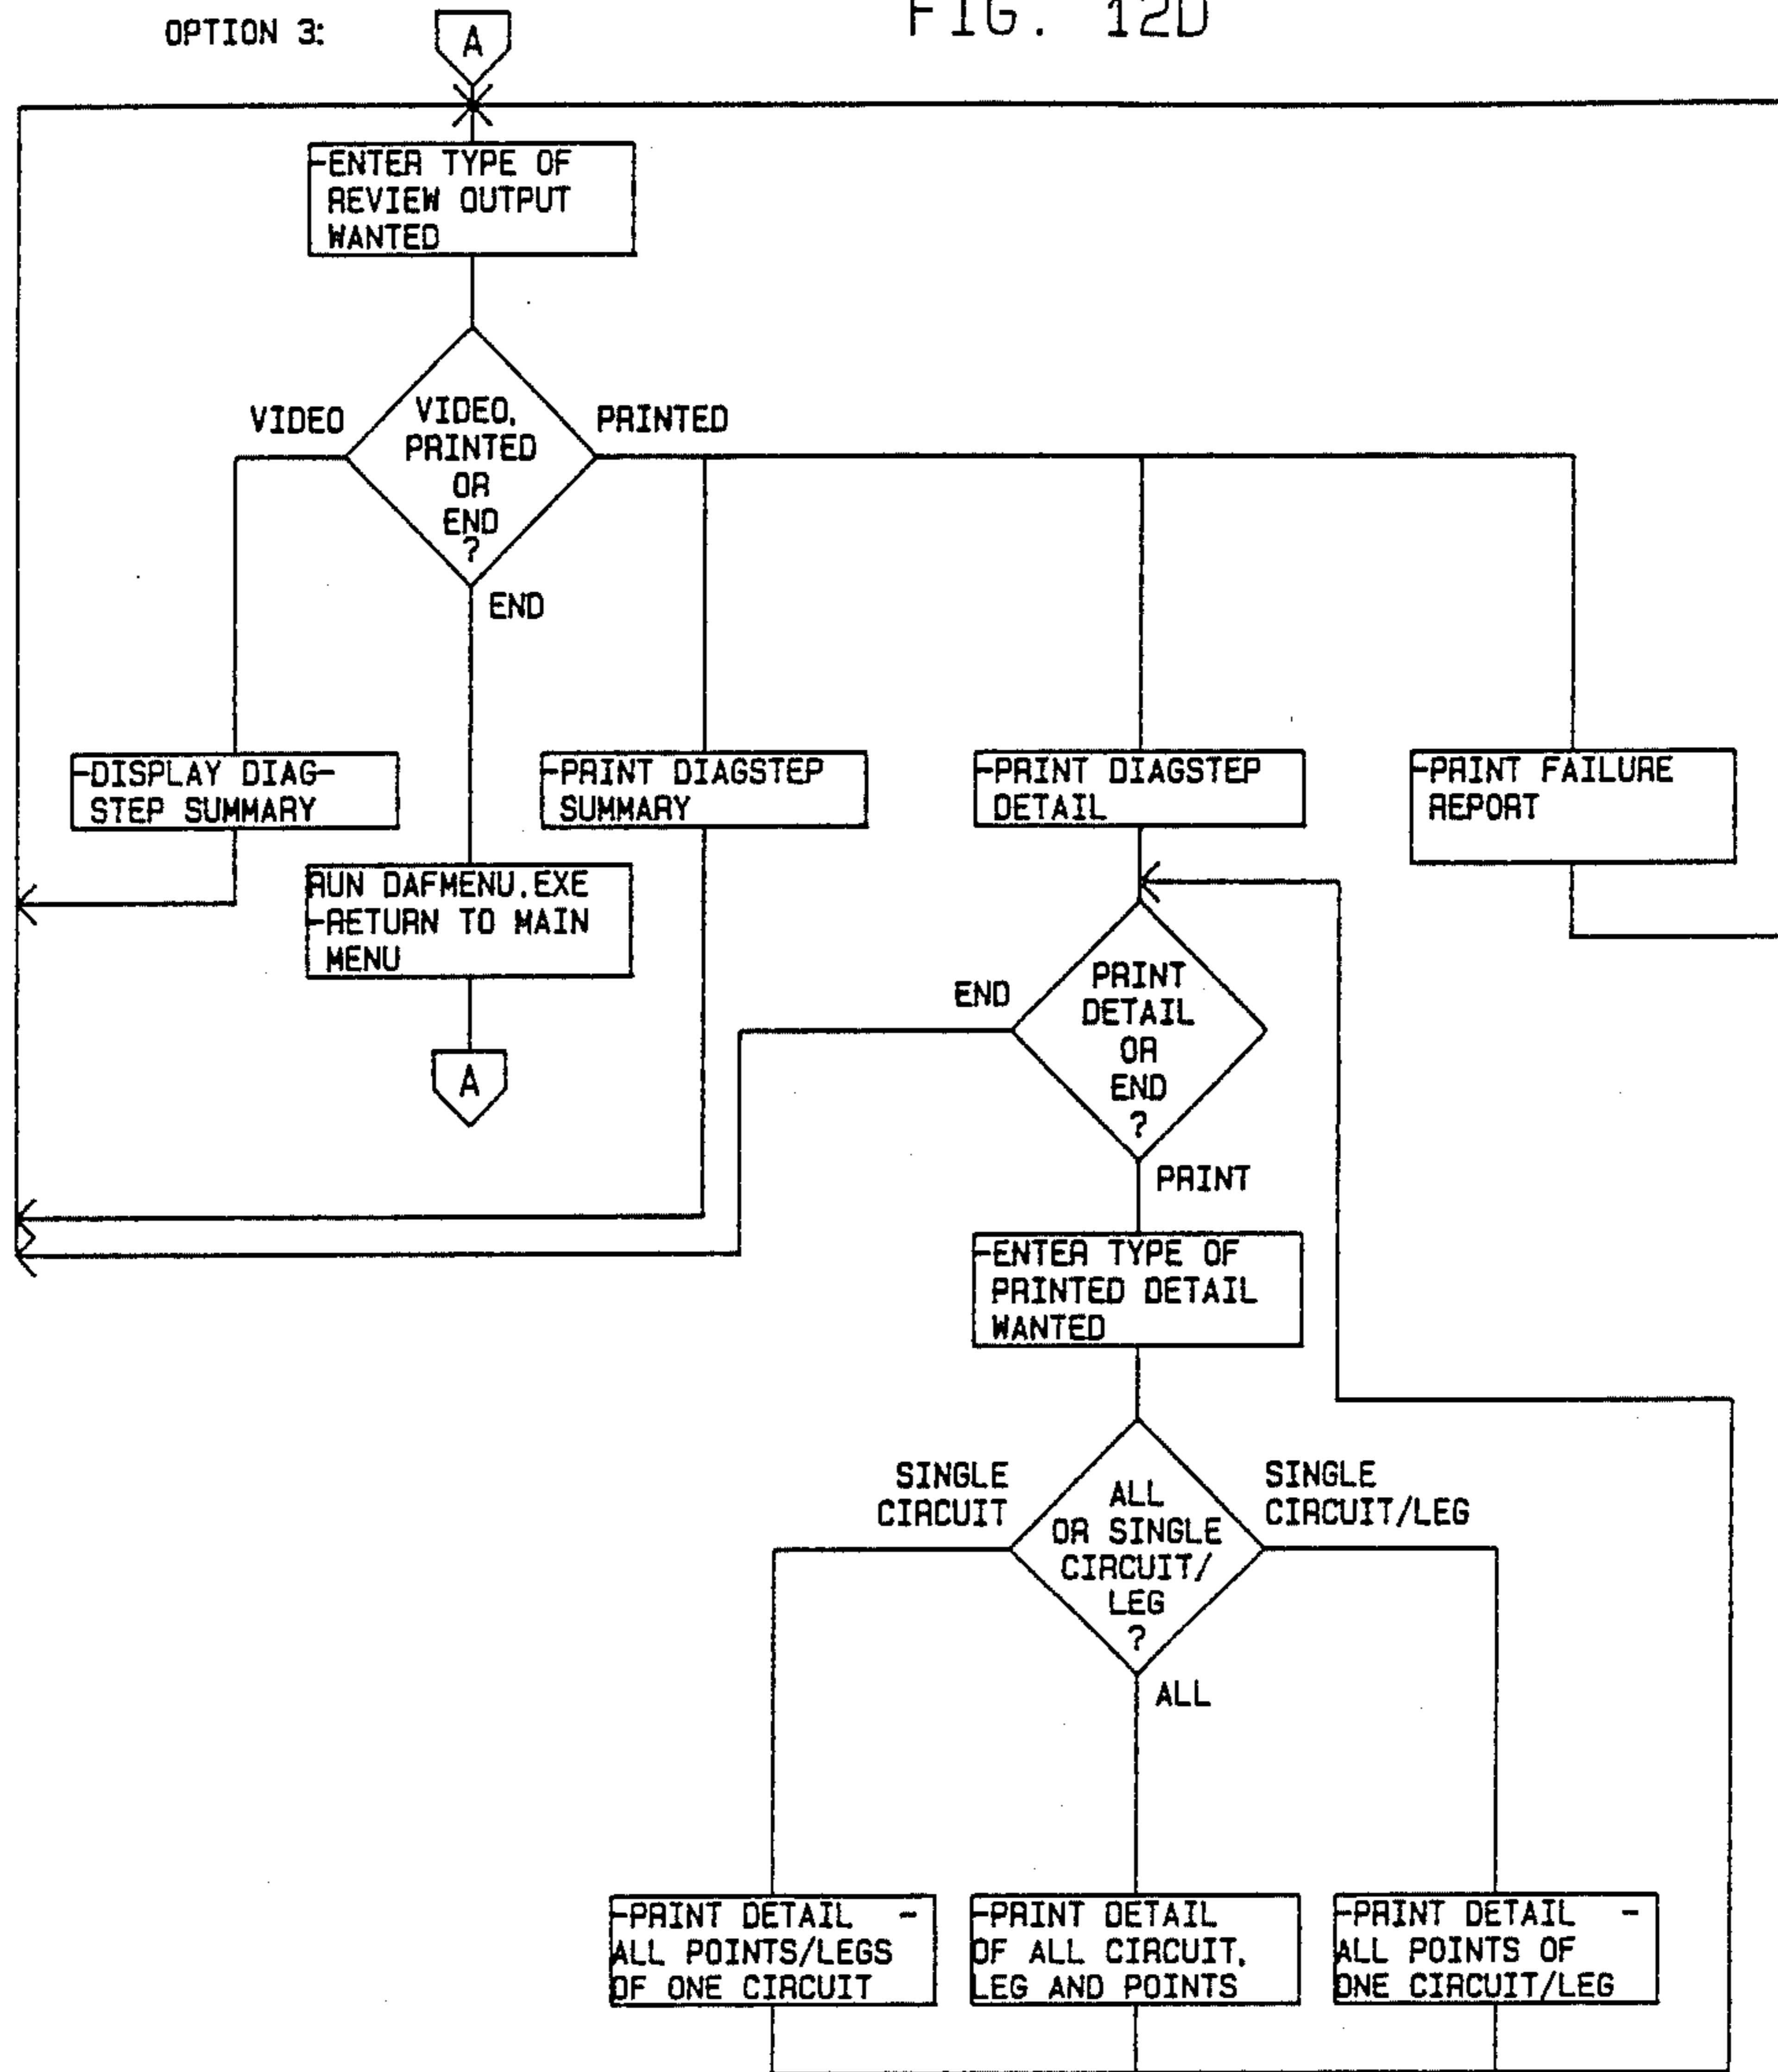 FIG. 12D
OPTION 3:
A
-ENTER TYPE OF
REVIEW OUTPUT
WANTED
VIDEO
VIDEO,
PRINTED
OR
END
?
PRINTED
END
-DISPLAY DIAG-
STEP SUMMARY
-PRINT DIAGSTEP
SUMMARY
-PRINT DIAGSTEP
DETAIL
-PRINT FAILURE
REPORT
RUN DAFMENU.EXE
-RETURN TO MAIN
MENU
A
END
PRINT
DETAIL
OR
END
?
PRINT
-ENTER TYPE OF
PRINTED DETAIL
WANTED
SINGLE
CIRCUIT
ALL
OR SINGLE
CIRCUIT/
LEG
?
SINGLE
CIRCUIT/LEG
ALL
-PRINT DETAIL -
ALL POINTS/LEGS
OF ONE CIRCUIT
-PRINT DETAIL
OF ALL CIRCUIT,
LEG AND POINTS
-PRINT DETAIL -
ALL POINTS OF
ONE CIRCUIT/LEG